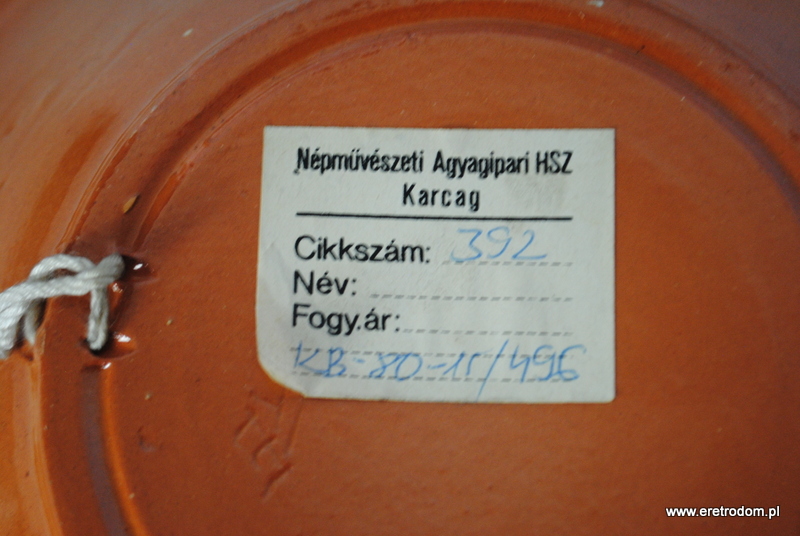 Népművészeti Agyagipari HSZ
Karcag
Cikkszám: 392
Név:
Fogy.ár:
KB-80-11/496
www.eretrodom.pl